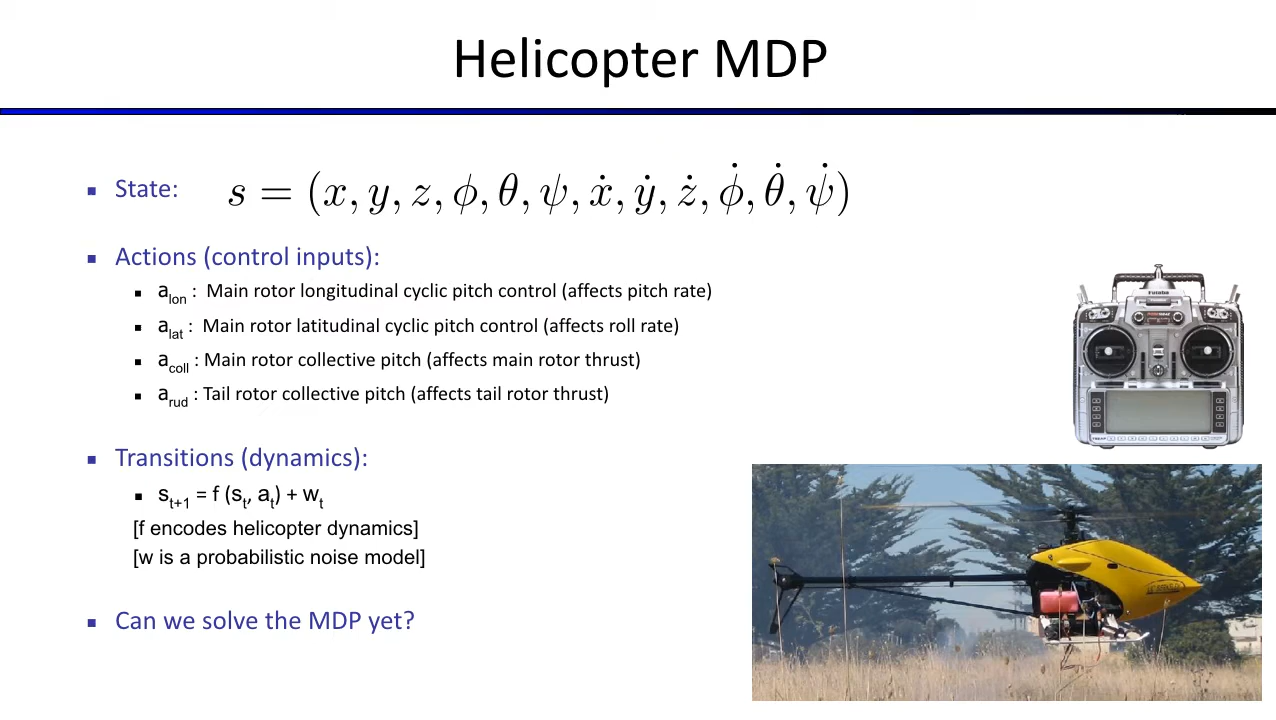 Helicopter MDP
State: s = (x, y, z, ϕ, θ, ψ, ẋ, ẏ, ż, ϕ̇, θ̇, ψ̇)
Actions (control inputs):
a_lon : Main rotor longitudinal cyclic pitch control (affects pitch rate)
a_lat : Main rotor latitudinal cyclic pitch control (affects roll rate)
a_coll : Main rotor collective pitch (affects main rotor thrust)
a_rud : Tail rotor collective pitch (affects tail rotor thrust)
Transitions (dynamics):
s_t+1 = f (s_t, a_t) + w_t
[f encodes helicopter dynamics]
[w is a probabilistic noise model]
Can we solve the MDP yet?
Futaba